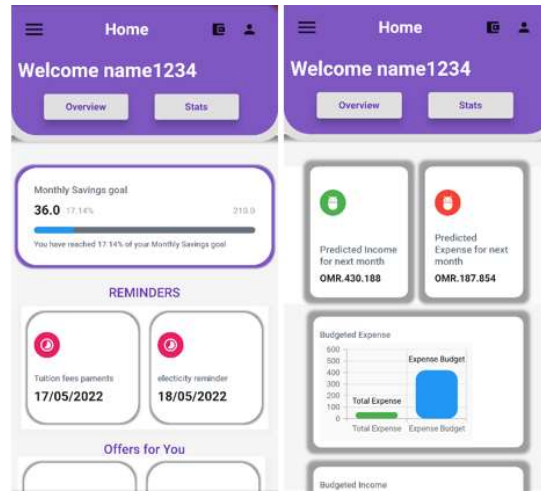 Home
Welcome name1234
Overview
Stats
Monthly Savings goal
36.0 17.14%
210.0
You have reached 17.14% of your Monthly Savings goal
REMINDERS
Tuition fees paments
17/05/2022
electicity reminder
18/05/2022
Offers for You
Home
Welcome name1234
Overview
Stats
Predicted Income
for next month
OMR.430.188
Predicted
Expense for next
month
OMR.187.854
Budgeted Expense
600
500
400
300
200
100
0
Expense Budget
Total Expense
Total Expense
Expense Budget
Budgeted Income